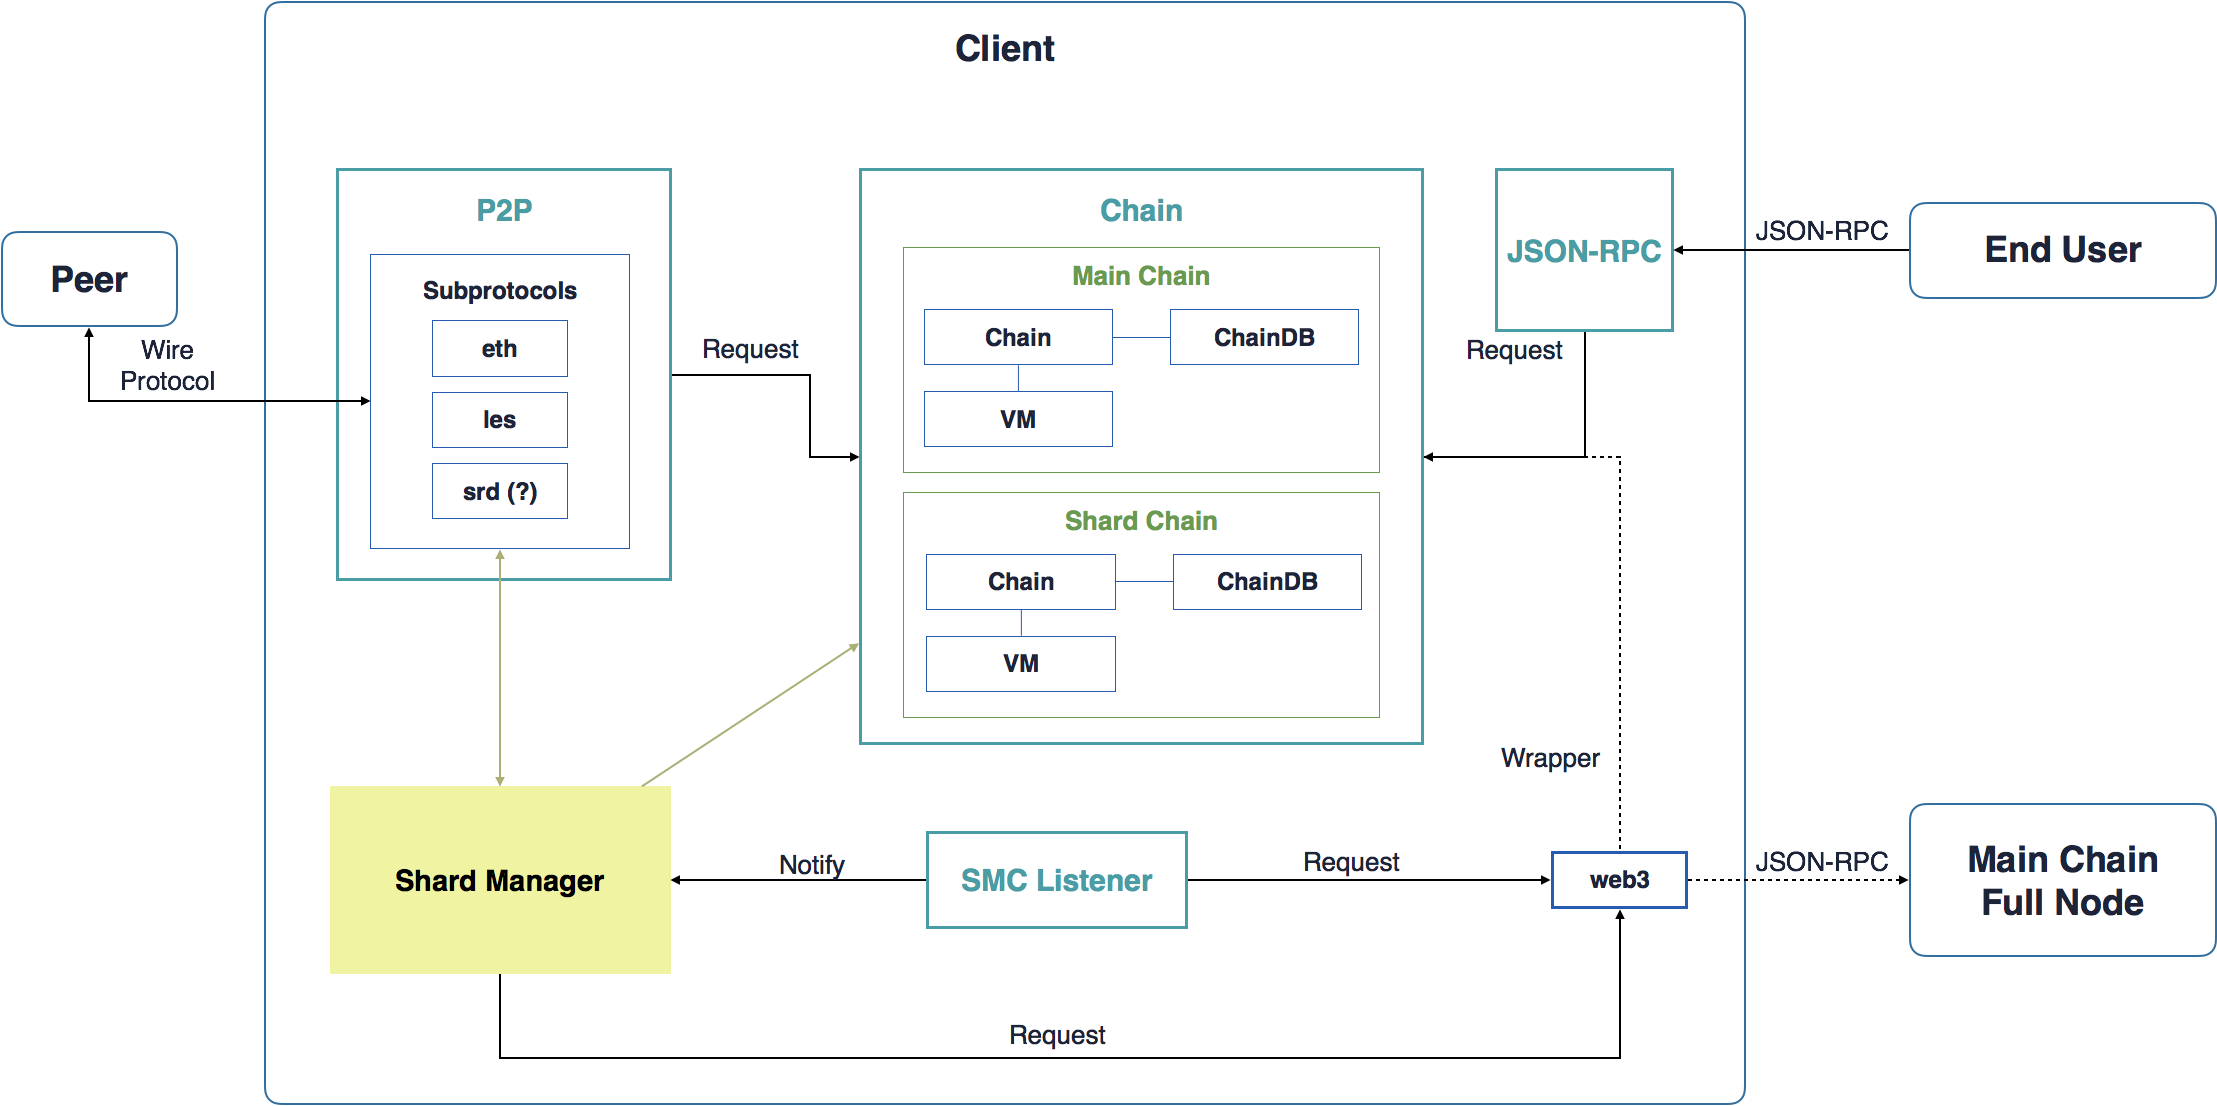 Client
P2P
Subprotocols
eth
les
srd (?)
Peer
Wire
Protocol
Request
Chain
Main Chain
Chain
ChainDB
VM
Shard Chain
Chain
ChainDB
VM
JSON-RPC
Request
JSON-RPC
End User
Wrapper
Shard Manager
Notify
SMC Listener
Request
web3
JSON-RPC
Main Chain
Full Node
Request